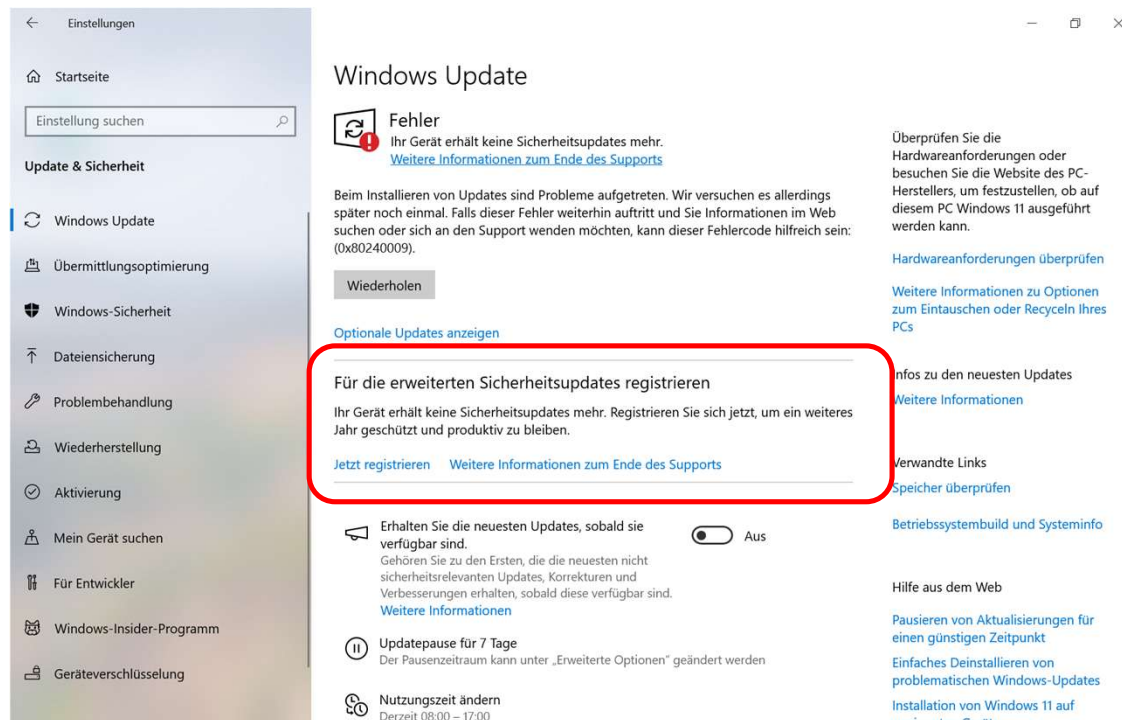 Einstellungen
Startseite
Einstellung suchen
Update & Sicherheit
Windows Update
Übermittlungsoptimierung
Windows-Sicherheit
Dateiensicherung
Problembehandlung
Wiederherstellung
Aktivierung
Mein Gerät suchen
Für Entwickler
Windows-Insider-Programm
Geräteverschlüsselung
Windows Update
Fehler
Ihr Gerät erhält keine Sicherheitsupdates mehr.
Weitere Informationen zum Ende des Supports
Beim Installieren von Updates sind Probleme aufgetreten. Wir versuchen es allerdings
später noch einmal. Falls dieser Fehler weiterhin auftritt und Sie Informationen im Web
suchen oder sich an den Support wenden möchten, kann dieser Fehlercode hilfreich sein:
(0x80240009).
Wiederholen
Optionale Updates anzeigen
Für die erweiterten Sicherheitsupdates registrieren
Ihr Gerät erhält keine Sicherheitsupdates mehr. Registrieren Sie sich jetzt, um ein weiteres
Jahr geschützt und produktiv zu bleiben.
Jetzt registrieren Weitere Informationen zum Ende des Supports
Erhalten Sie die neuesten Updates, sobald sie
verfügbar sind.
Aus
Gehören Sie zu den Ersten, die die neuesten nicht
sicherheitsrelevanten Updates, Korrekturen und
Verbesserungen erhalten, sobald diese verfügbar sind.
Weitere Informationen
Updatepause für 7 Tage
Der Pausenzeitraum kann unter „Erweiterte Optionen" geändert werden
Nutzungszeit ändern
Derzeit 08:00 – 17:00
Überprüfen Sie die
Hardwareanforderungen oder
besuchen Sie die Website des PC-
Herstellers, um festzustellen, ob auf
diesem PC Windows 11 ausgeführt
werden kann.
Hardwareanforderungen überprüfen
Weitere Informationen zu Optionen
zum Eintauschen oder Recyceln Ihres
PCs
Infos zu den neuesten Updates
Weitere Informationen
Verwandte Links
Speicher überprüfen
Betriebssystembuild und Systeminfo
Hilfe aus dem Web
Pausieren von Aktualisierungen für
einen günstigen Zeitpunkt
Einfaches Deinstallieren von
problematischen Windows-Updates
Installation von Windows 11 auf